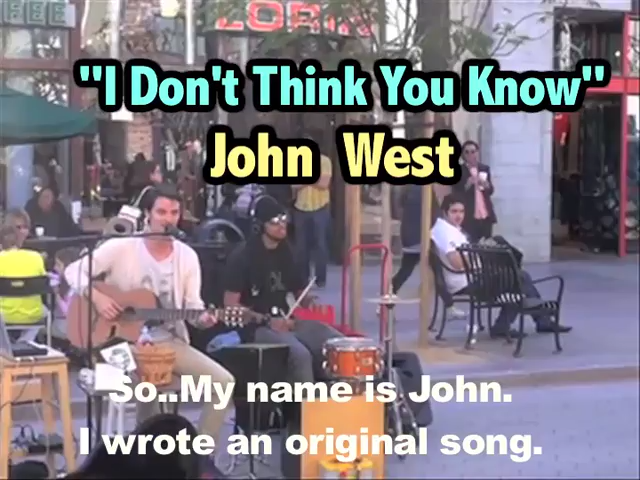 "I Don't Think You Know"
John West
So..My name is John.
I wrote an original song.